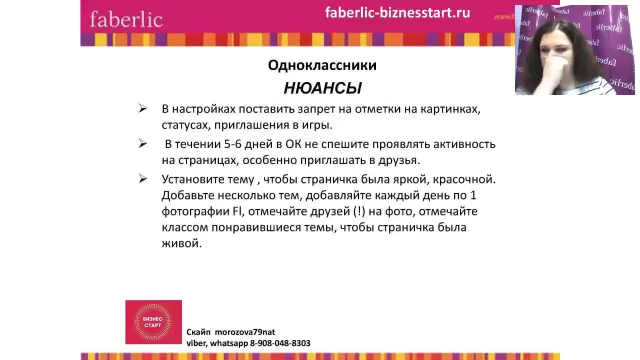 faberlic
faberlic-biznesstart.ru
www.
Одноклассники
НЮАНСЫ
В настройках поставить запрет на отметки на картинках,
статусах, приглашения в игры.
В течении 5-6 дней в ОК не спешите проявлять активность
на страницах, особенно приглашать в друзья.
Установите тему , чтобы страничка была яркой, красочной.
Добавьте несколько тем, добавляйте каждый день по 1
фотографии Fl, отмечайте друзей (!) на фото, отмечайте
классом понравившиеся темы, чтобы страничка была
живой.
БИЗНЕС
СТАРТ
Скайп morozova79nat
viber, whatsapp 8-908-048-8303